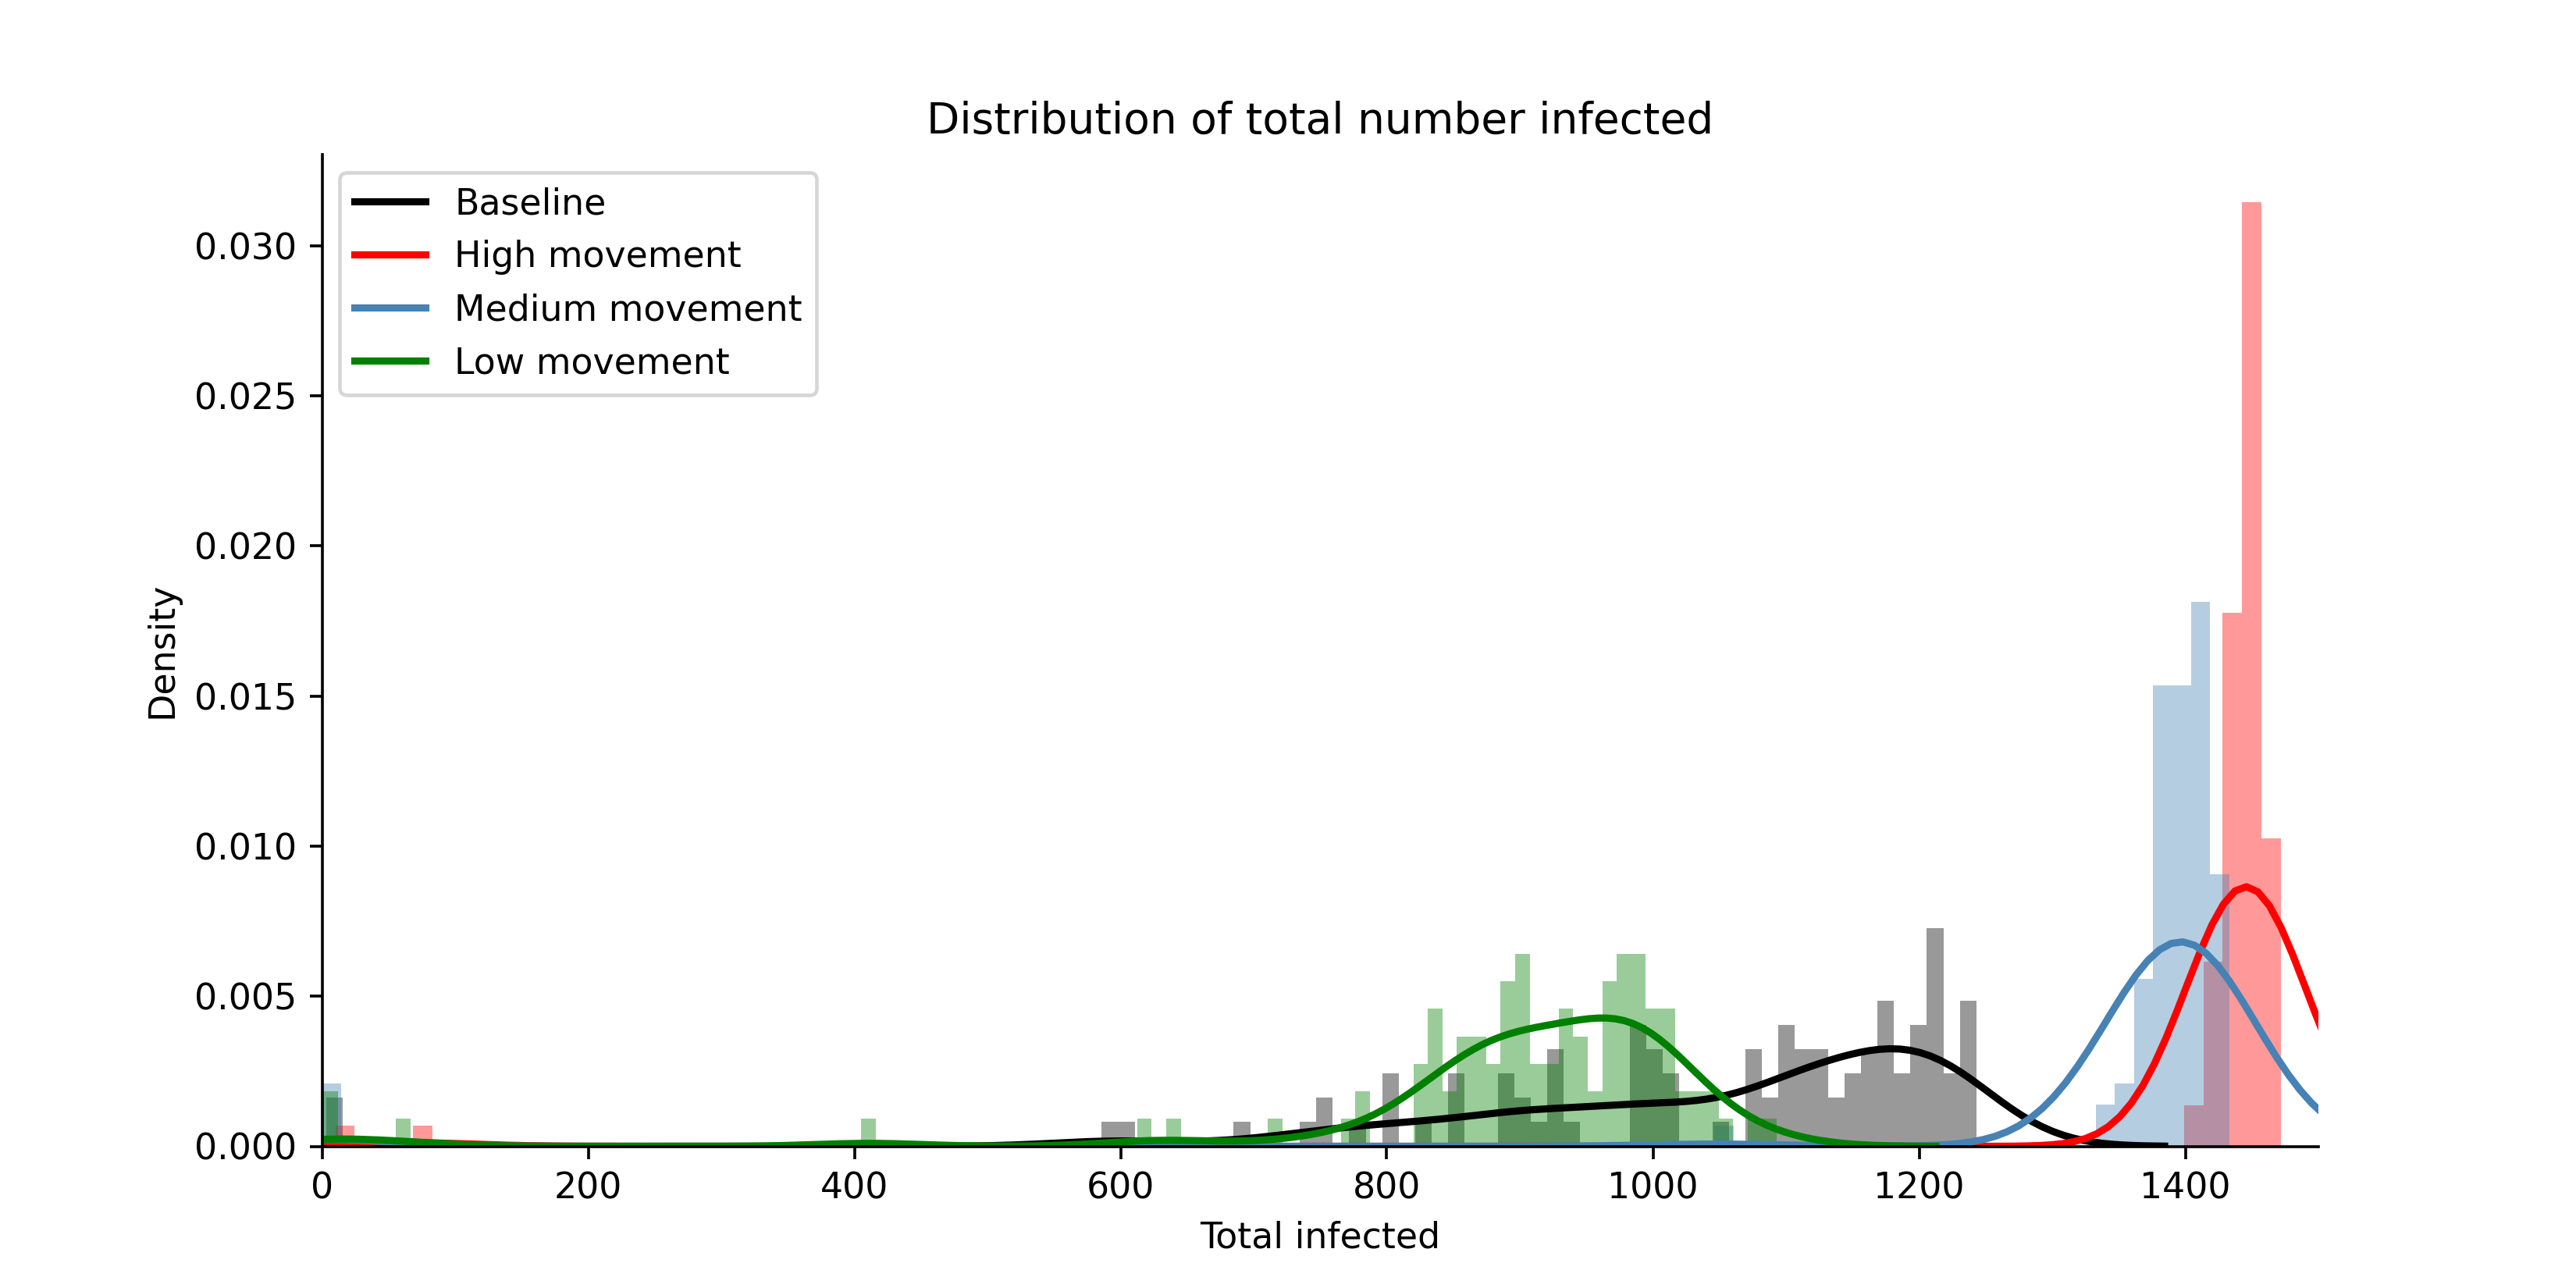 Distribution of total number infected
Baseline
High movement
Medium movement
Low movement
0.030
0.025
0.020
0.015
0.010
0.005
0.000
Density
0 200 400 600 800 1000 1200 1400
Total infected